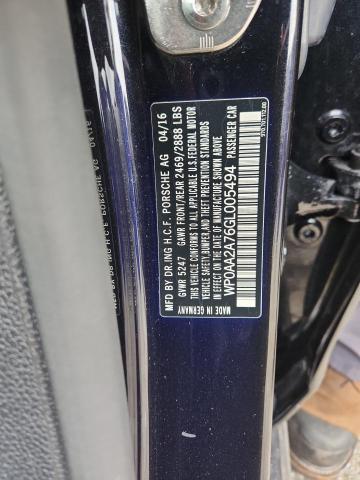 MFD BY DR.ING H.C.F. PORSCHE AG 04/16
GVWR 5247 GAWR FRONT/REAR 2469/2888 LBS
THIS VEHICLE CONFORMS TO ALL APPLICABLE U.S.FEDERAL MOTOR
VEHICLE SAFETY,BUMPER,AND THEFT PREVENTION STANDARDS
IN EFFECT ON THE DATE OF MANUFACTURE SHOWN ABOVE.
WP0AA2A76GL005494 PASSENGER CAR
MADE IN GERMANY